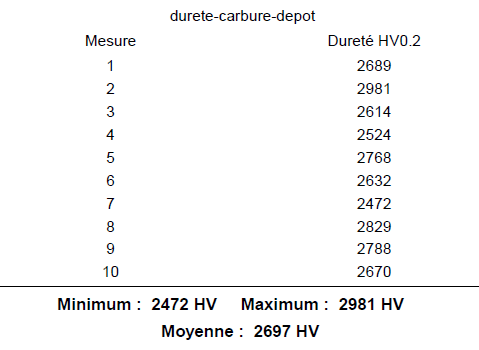 durete-carbure-depot
Mesure Dureté HV0.2
1 2689
2 2981
3 2614
4 2524
5 2768
6 2632
7 2472
8 2829
9 2788
10 2670
Minimum : 2472 HV Maximum : 2981 HV
Moyenne : 2697 HV